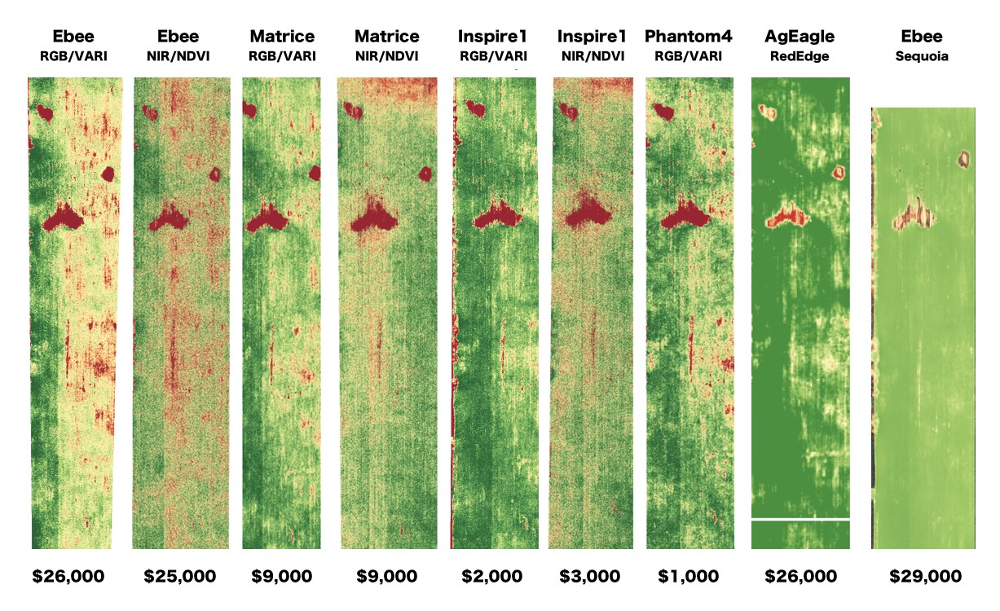 Ebee
RGB/VARI
Ebee
NIR/NDVI
Matrice
RGB/VARI
Matrice
NIR/NDVI
Inspire1
RGB/VARI
Inspire1
NIR/NDVI
Phantom4
RGB/VARI
AgEagle
RedEdge
Ebee
Sequoia
$26,000
$25,000
$9,000
$9,000
$2,000
$3,000
$1,000
$26,000
$29,000